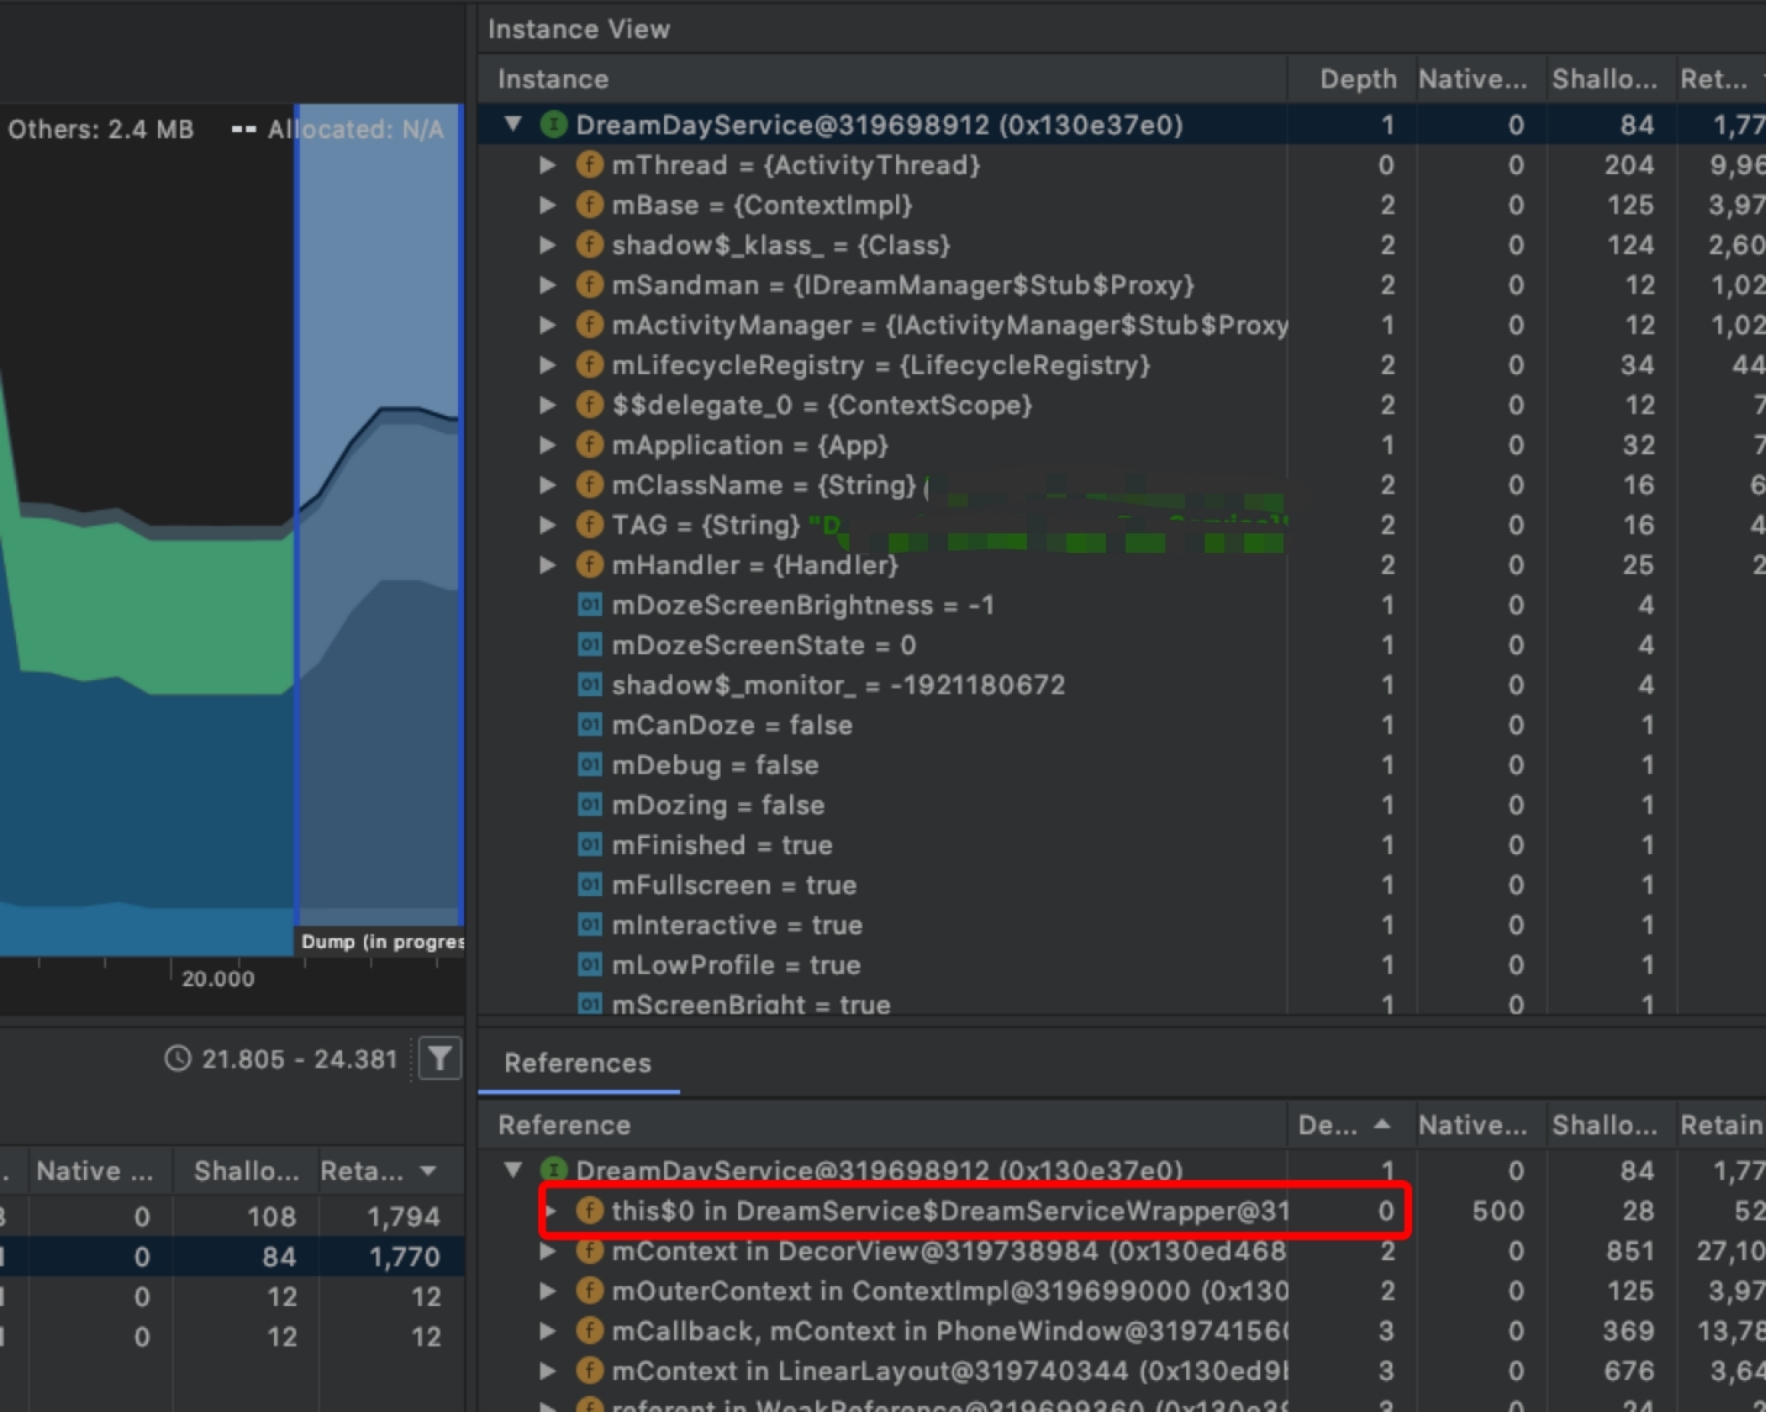 Instance View
Instance Depth Native... Shallo... Ret...
Others: 2.4 MB -- Allocated: N/A
DreamDayService@319698912 (0x130e37e0) 1 0 84 1,77
mThread = {ActivityThread} 0 0 204 9,96
mBase = {ContextImpl} 2 0 125 3,97
shadow$_klass_ = {Class} 2 0 124 2,60
mSandman = {IDreamManager$Stub$Proxy} 2 0 12 1,02
mActivityManager = {IActivityManager$Stub$Proxy 1 0 12 1,02
mLifecycleRegistry = {LifecycleRegistry} 2 0 34 44
$$delegate_0 = {ContextScope} 2 0 12 7
mApplication = {App} 1 0 32 7
mClassName = {String} 2 0 16 6
TAG = {String} "D 2 0 16 4
mHandler = {Handler} 2 0 25 2
mDozeScreenBrightness = -1 1 0 4
mDozeScreenState = 0 1 0 4
shadow$_monitor_ = -1921180672 1 0 4
mCanDoze = false 1 0 1
mDebug = false 1 0 1
mDozing = false 1 0 1
mFinished = true 1 0 1
mFullscreen = true 1 0 1
mInteractive = true 1 0 1
mLowProfile = true 1 0 1
mScreenBright = true 1 0 1
Dump (in progres
20.000
21.805 - 24.381
References
Reference De... Native... Shallo... Retain
DreamDayService@319698912 (0x130e37e0) 1 0 84 1,77
this$0 in DreamService$DreamServiceWrapper@31 0 500 28 52
mContext in DecorView@319738984 (0x130ed468 2 0 851 27,10
mOuterContext in ContextImpl@319699000 (0x130 2 0 125 3,97
mCallback, mContext in PhoneWindow@31974156 3 0 369 13,78
mContext in LinearLayout@319740344 (0x130ed9 3 0 676 3,64
referent in WeakReference@319699360 (0x130e3 3 0 24 2
Native ... Shallo... Reta...
0 108 1,794
0 84 1,770
0 12 12
0 12 12